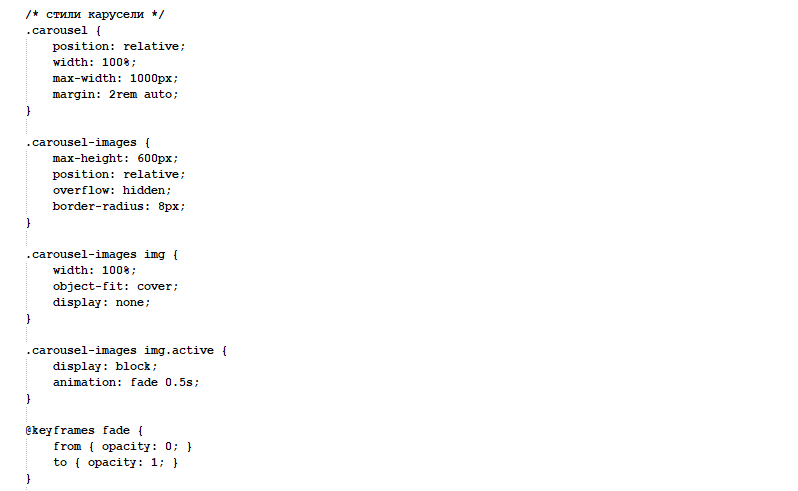 /* стили карусели */
.carousel {
    position: relative;
    width: 100%;
    max-width: 1000px;
    margin: 2rem auto;
}

.carousel-images {
    max-height: 600px;
    position: relative;
    overflow: hidden;
    border-radius: 8px;
}

.carousel-images img {
    width: 100%;
    object-fit: cover;
    display: none;
}

.carousel-images img.active {
    display: block;
    animation: fade 0.5s;
}

@keyframes fade {
    from { opacity: 0; }
    to { opacity: 1; }
}